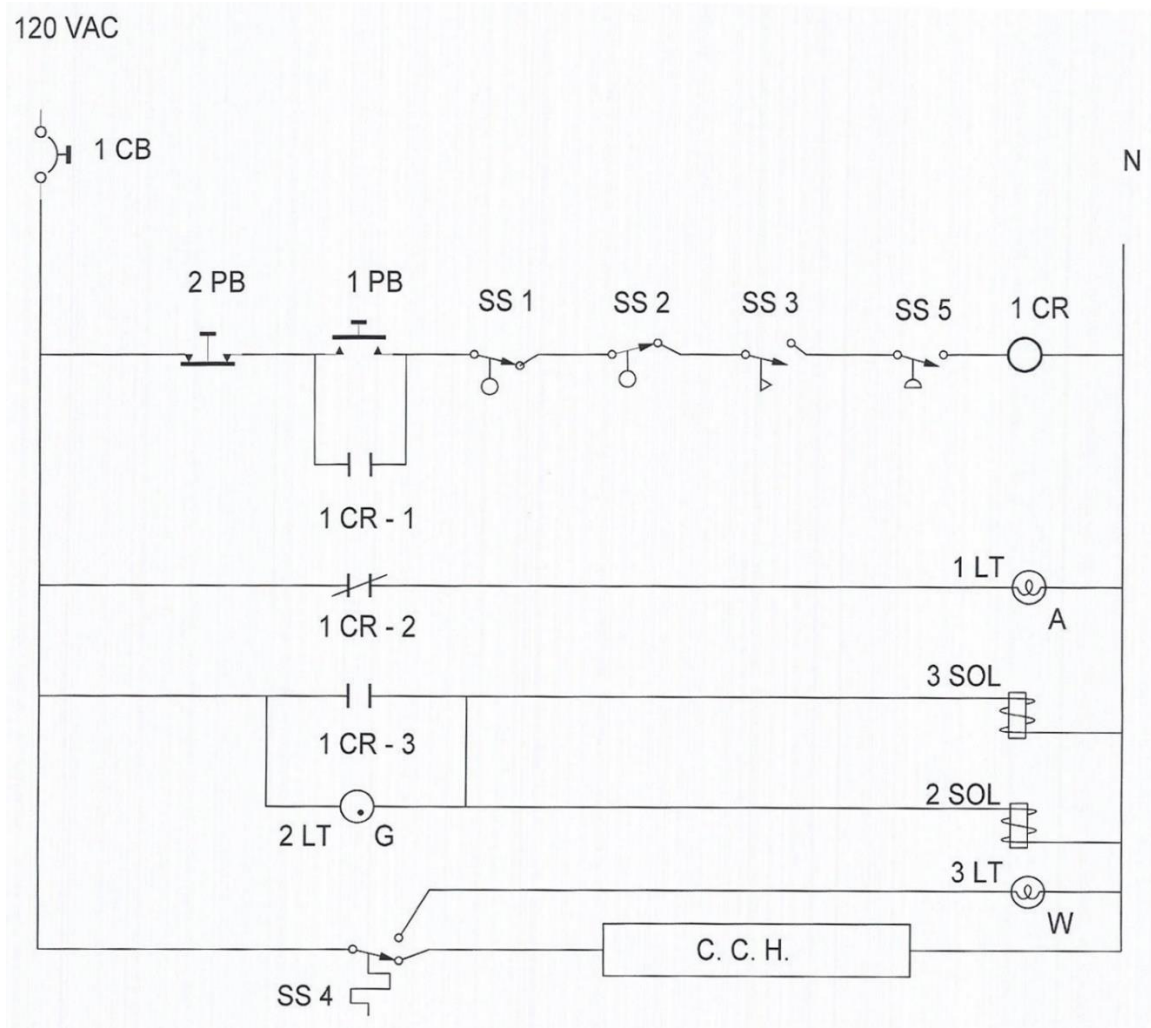 120 VAC
1 CB
N
2 PB
1 PB
SS 1
SS 2
SS 3
SS 5
1 CR
1 CR - 1
1 LT
A
1 CR - 2
3 SOL
1 CR - 3
2 SOL
2 LT
G
3 LT
W
C. C. H.
SS 4